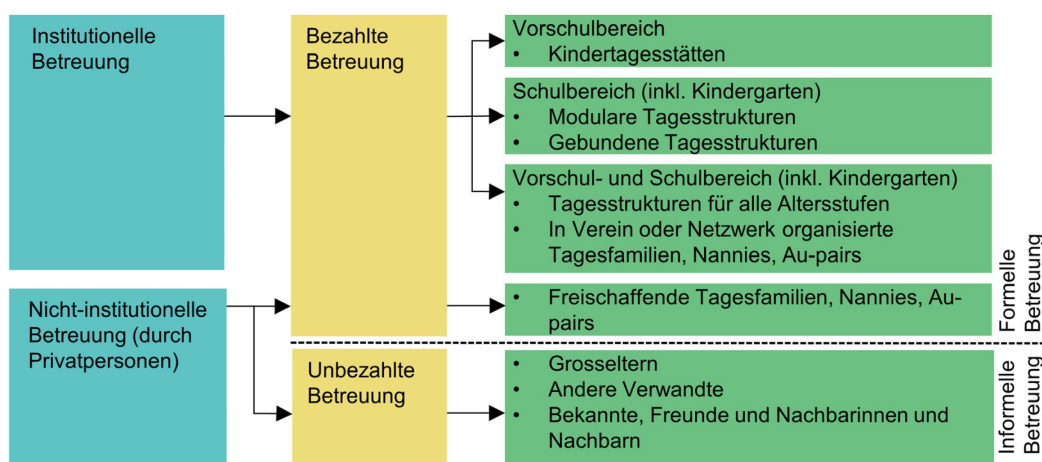 Institutionelle
Betreuung
Bezahlte
Betreuung
Vorschulbereich
• Kindertagesstätten
Schulbereich (inkl. Kindergarten)
• Modulare Tagesstrukturen
• Gebundene Tagesstrukturen
Vorschul- und Schulbereich (inkl. Kindergarten)
• Tagesstrukturen für alle Altersstufen
• In Verein oder Netzwerk organisierte
Tagesfamilien, Nannies, Au-pairs
Nicht-institutionelle
Betreuung (durch
Privatpersonen)
• Freischaffende Tagesfamilien, Nannies, Au-
pairs
Formelle
Betreuung
Unbezahlte
Betreuung
• Grosseltern
• Andere Verwandte
• Bekannte, Freunde und Nachbarinnen und
Nachbarn
Informelle
Betreuung